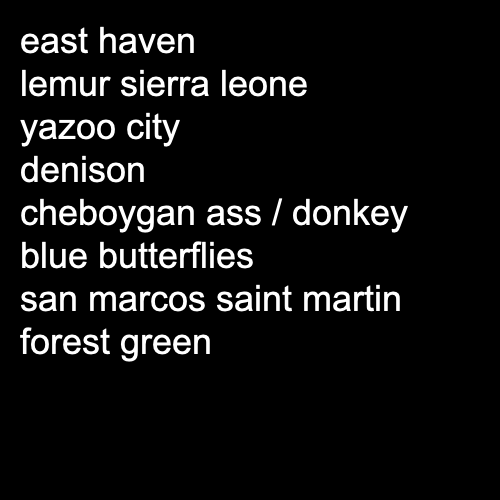 east haven
lemur sierra leone
yazoo city
denison
cheboygan ass / donkey
blue butterflies
san marcos saint martin
forest green